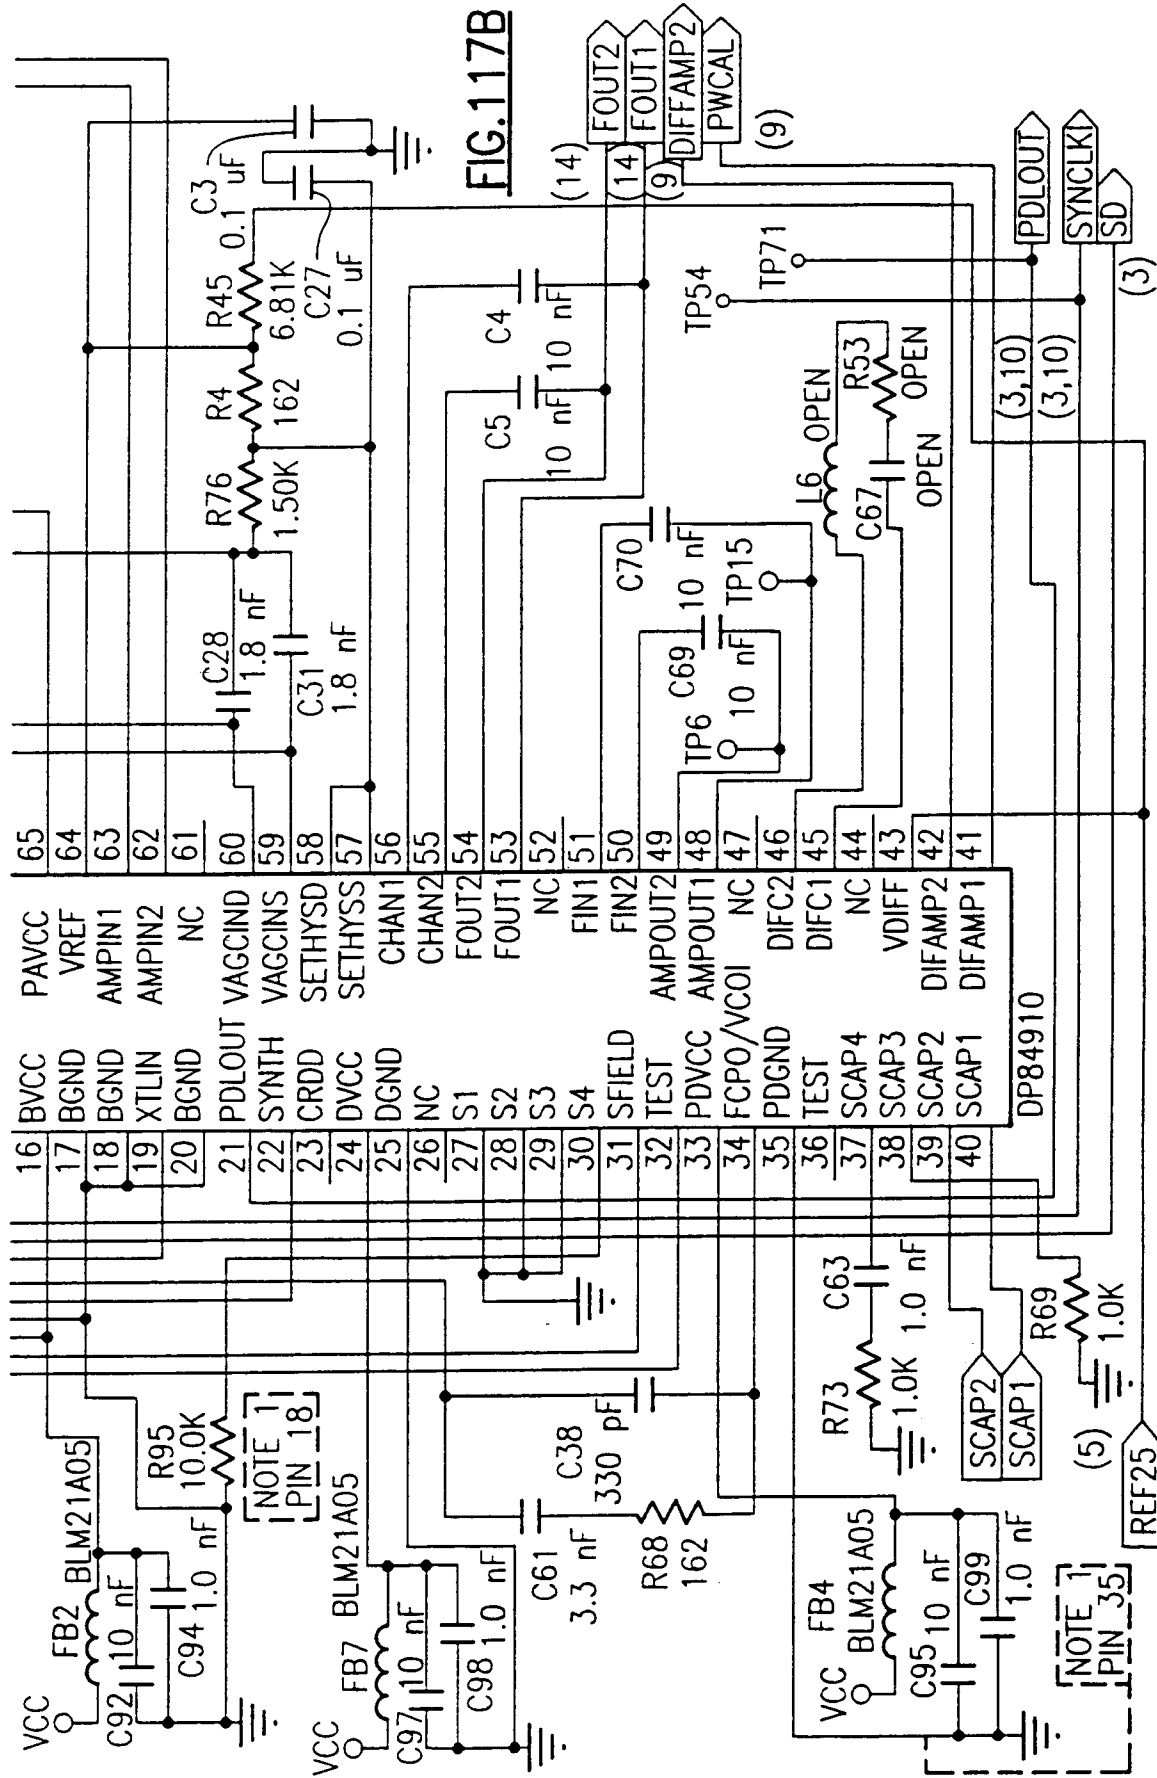 FIG.117B
65
64
63
62
61
60
59
58
57
56
55
54
53
52
51
50
49
48
47
46
45
44
43
42
41
PAVCC
VREF
AMPIN1
AMPIN2
NC
VAGCIND
VAGCINS
SETHYSD
SETHYSS
CHAN1
CHAN2
FOUT2
FOUT1
NC
FIN1
FIN2
AMPOUT2
AMPOUT1
NC
DIFC2
DIFC1
NC
VDIFF
DIFAMP2
DIFAMP1
BVCC
BGND
BGND
XTLIN
BGND
PDLOUT
SYNTH
CRDD
DVCC
DGND
NC
S1
S2
S3
S4
SFIELD
TEST
PDVCC
FCPO/VCOI
PDGND
TEST
SCAP4
SCAP3
SCAP2
SCAP1
DP84910
16
17
18
19
20
21
22
23
24
25
26
27
28
29
30
31
32
33
34
35
36
37
38
39
40
C3
0.1 uF
C27
0.1 uF
R45
6.81K
R4
162
R76
1.50K
C28
1.8 nF
C31
1.8 nF
C4
10 nF
C5
10 nF
(14)
FOUT2
(14)
FOUT1
(9)
DIFFAMP2
PWCAL
(9)
C70
10 nF
TP15
C69
10 nF
TP6
TP54
TP71
L6 OPEN
R53
OPEN
C67
OPEN
PDLOUT
(3,10)
SYNCLKI
(3,10)
SD
(3)
VCC
FB2
BLM21A05
C92
10 nF
C94
1.0 nF
R95
10.0K
NOTE 1
PIN 18
VCC
FB7
BLM21A05
C97
10 nF
C98
1.0 nF
C61
3.3 nF
C38
330 pF
R68
162
R73
1.0K
C63
1.0 nF
VCC
FB4
BLM21A05
C95
10 nF
C99
1.0 nF
NOTE 1
PIN 35
SCAP2
SCAP1
(5)
R69
1.0K
REF25